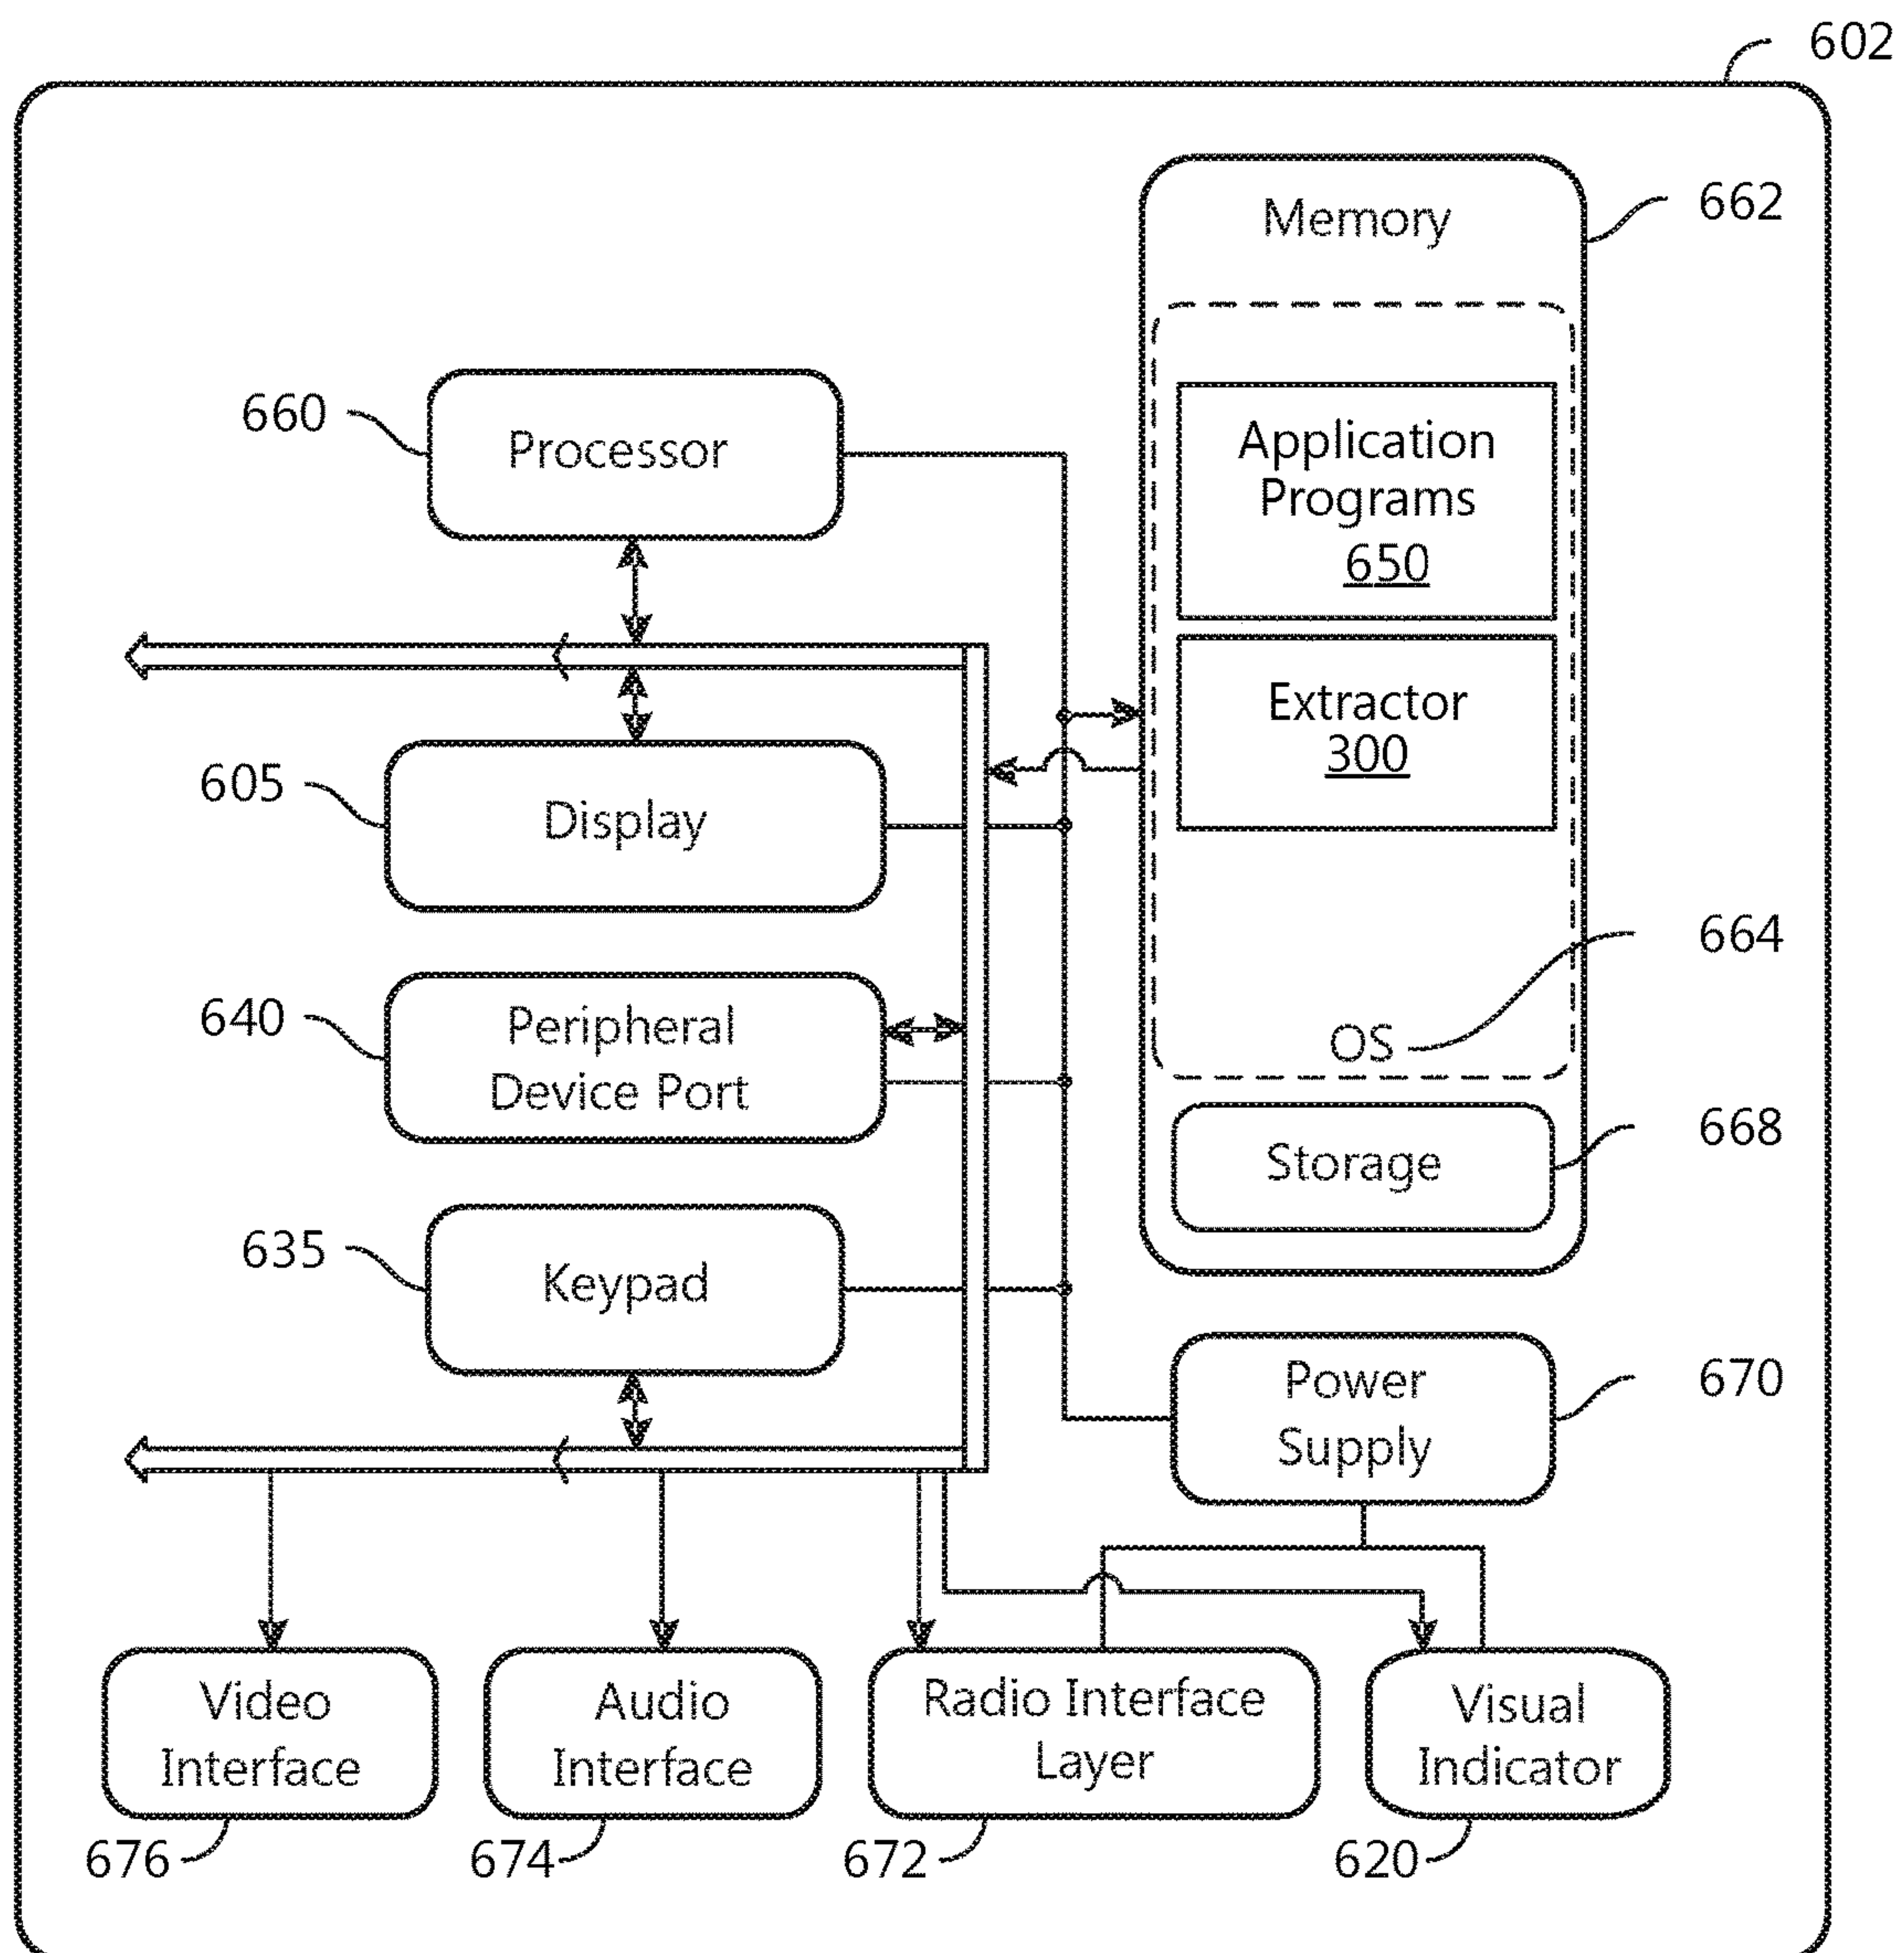 602
Memory
662
660
Processor
Application
Programs
650
Extractor
300
605
Display
664
640
Peripheral
Device Port
OS
668
Storage
635
Keypad
Power
Supply
670
Video
Interface
Audio
Interface
Radio Interface
Layer
Visual
Indicator
676
674
672
620